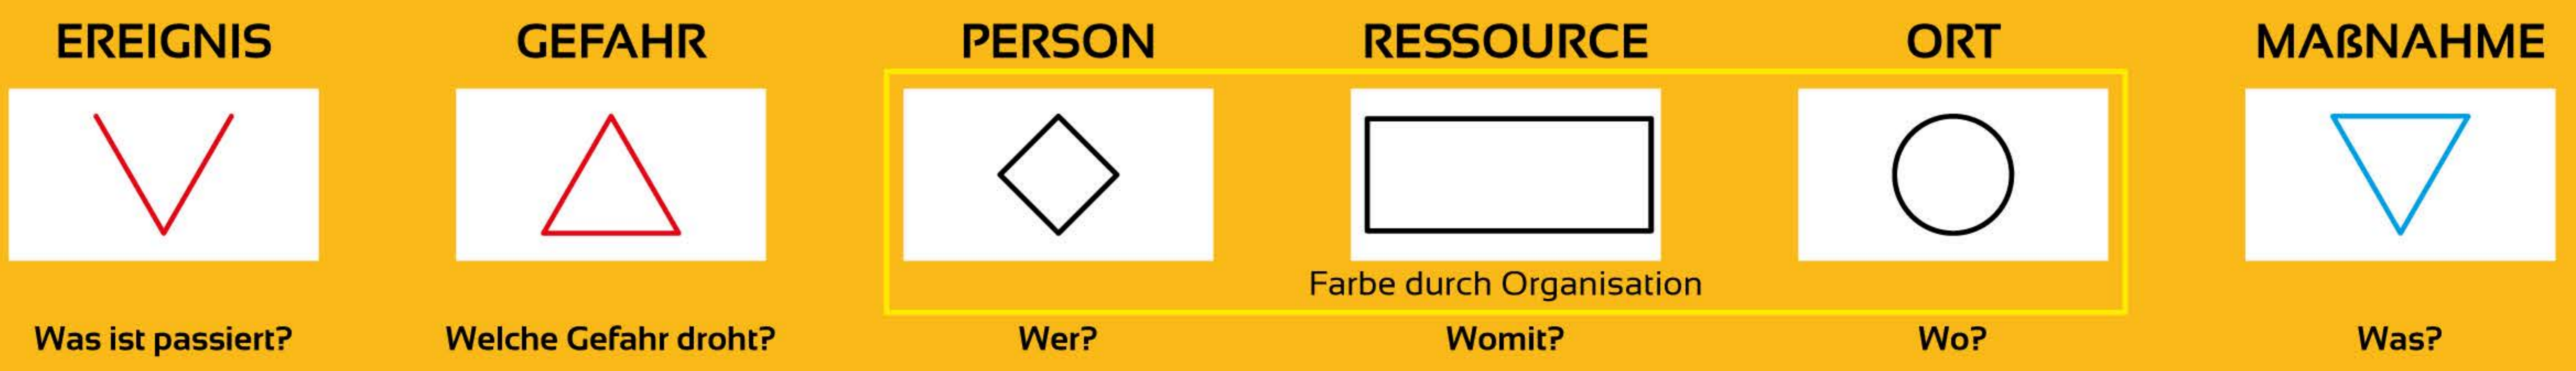 EREIGNIS
GEFAHR
PERSON
RESSOURCE
ORT
MAßNAHME
Farbe durch Organisation
Was ist passiert?
Welche Gefahr droht?
Wer?
Womit?
Wo?
Was?